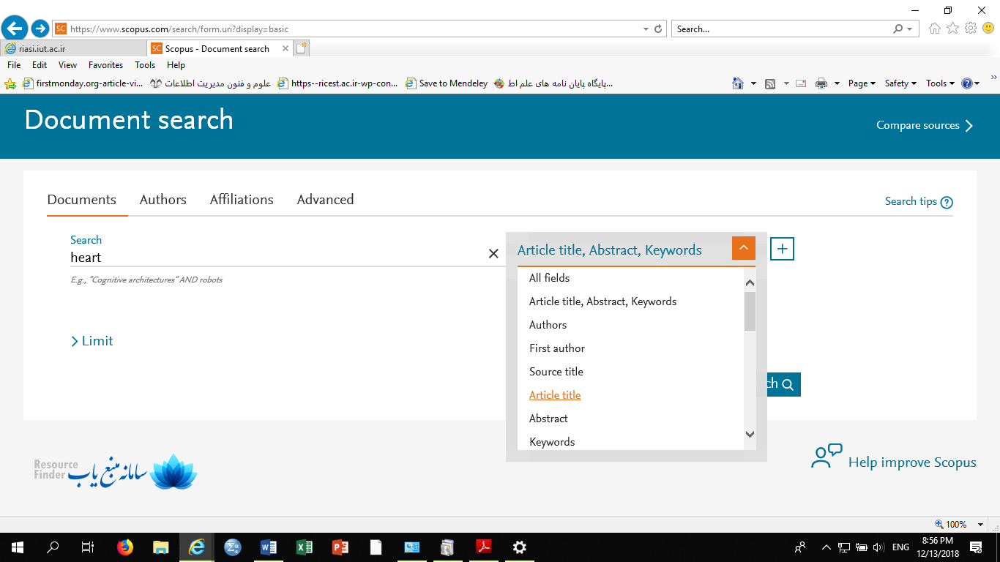 https://www.scopus.com/search/form.uri?display=basic
Search...
riasi.iut.ac.ir
Scopus - Document search
File Edit View Favorites Tools Help
firstmonday.org-article-vi...
علوم و فنون مدیریت اطلاعات
https--ricest.ac.ir-wp-con...
Save to Mendeley
پایگاه پایان نامه های علم اط...
Page Safety Tools
Document search
Compare sources
Documents Authors Affiliations Advanced
Search tips
Search
heart
E.g., "Cognitive architectures" AND robots
Article title, Abstract, Keywords
All fields
Article title, Abstract, Keywords
Authors
First author
Source title
Article title
Abstract
Keywords
Limit
ch
Resource
Finder
سامانه منبع یاب
Help improve Scopus
100%
ENG
8:56 PM
12/13/2018